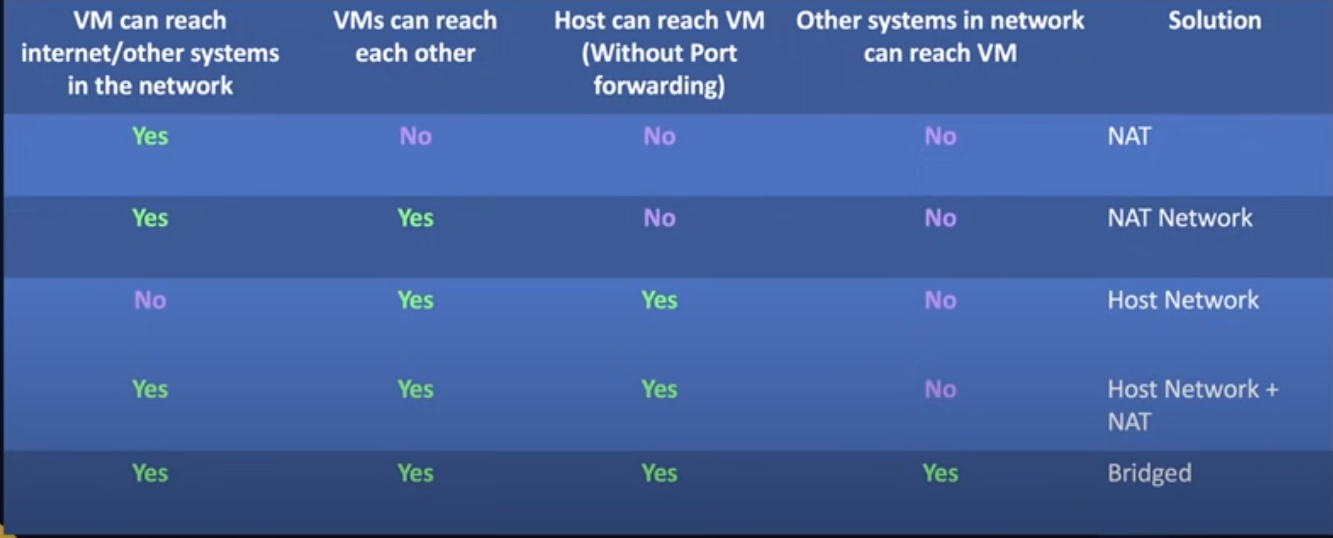 VM can reach
internet/other systems
in the network
VMs can reach
each other
Host can reach VM
(Without Port
forwarding)
Other systems in network
can reach VM
Solution
Yes No No No NAT
Yes Yes No No NAT Network
No Yes Yes No Host Network
Yes Yes Yes No Host Network +
NAT
Yes Yes Yes Yes Bridged